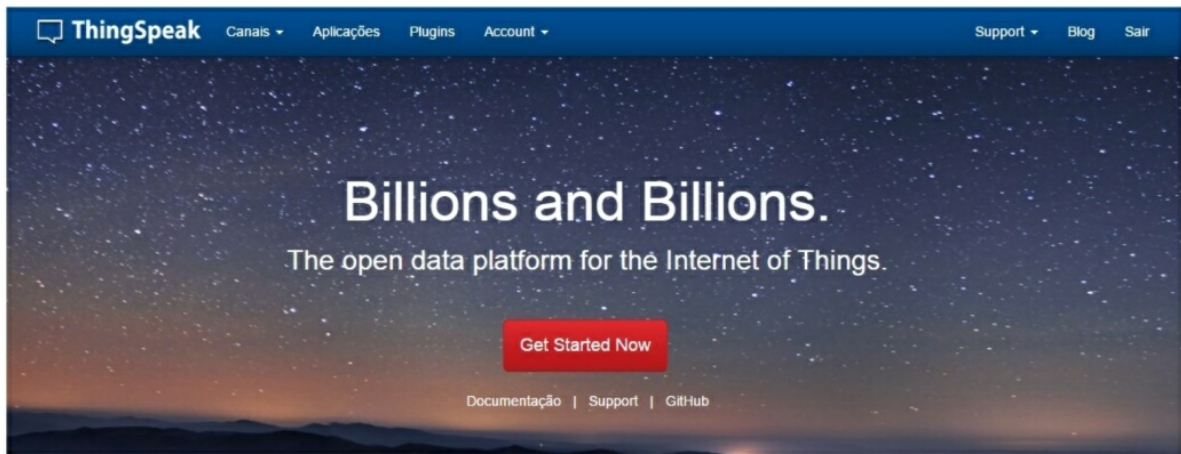 ThingSpeak Canais Aplicações Plugins Account Support Blog Sair
Billions and Billions.
The open data platform for the Internet of Things.
Get Started Now
Documentação | Support | GitHub